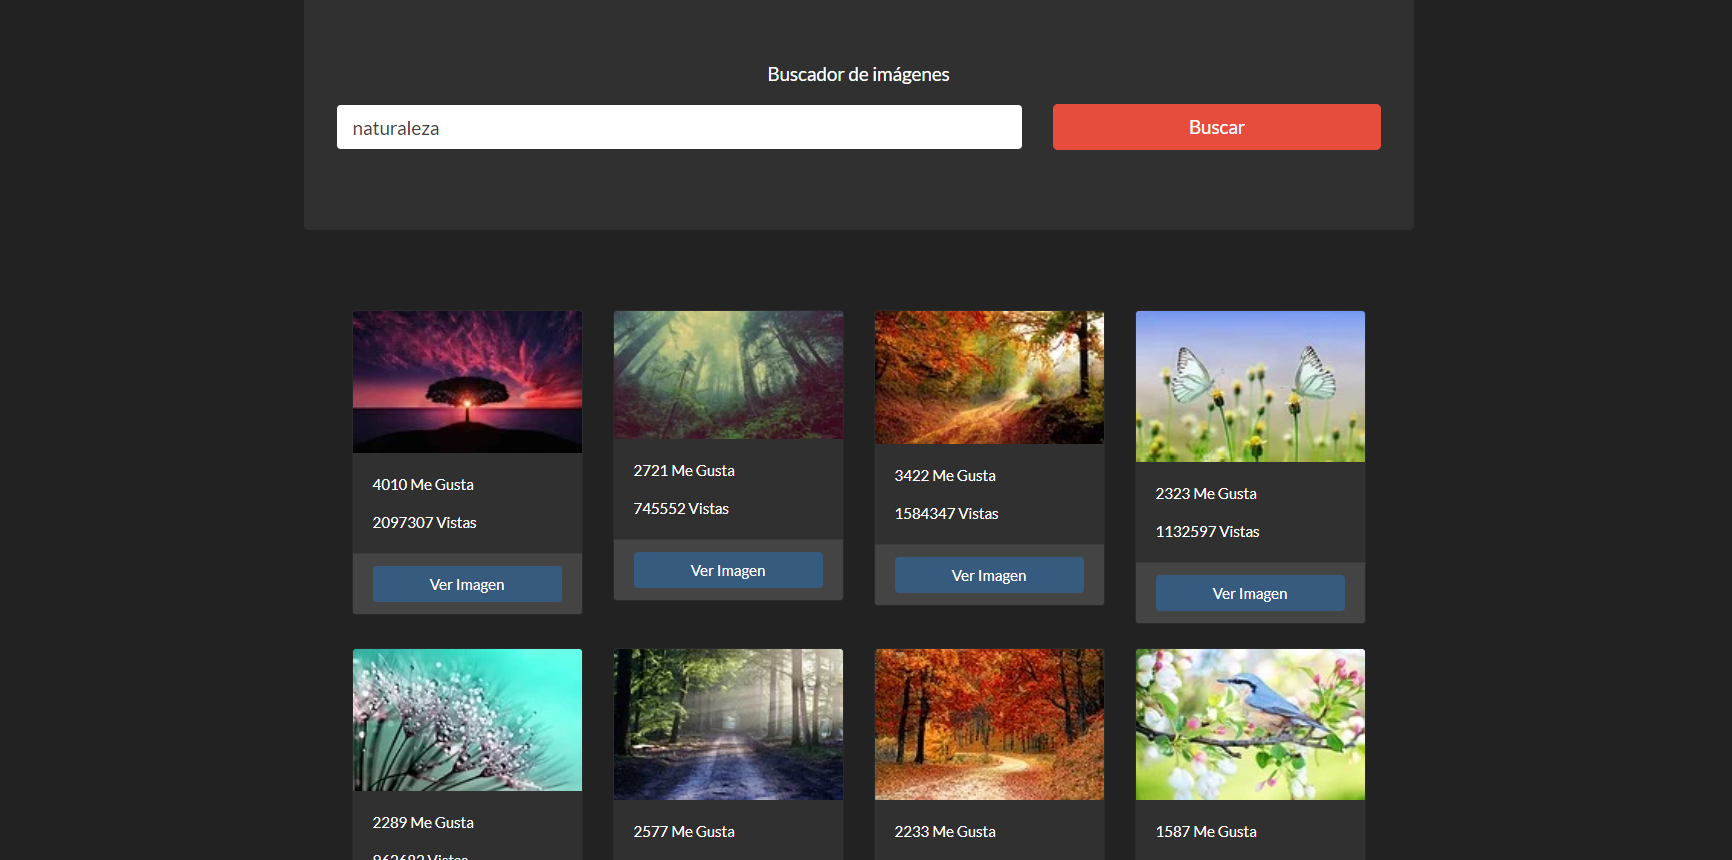 Buscador de imágenes
naturaleza
Buscar
4010 Me Gusta
2097307 Vistas
Ver Imagen
2721 Me Gusta
745552 Vistas
Ver Imagen
3422 Me Gusta
1584347 Vistas
Ver Imagen
2323 Me Gusta
1132597 Vistas
Ver Imagen
2289 Me Gusta
2577 Me Gusta
2233 Me Gusta
1587 Me Gusta